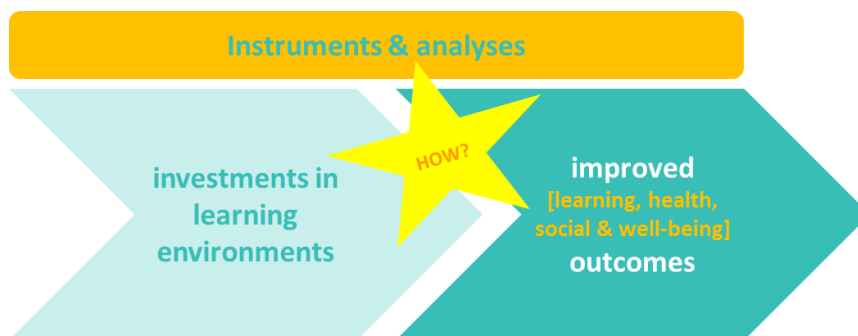 Instruments & analyses
HOW?
investments in
learning
environments
improved
[learning, health,
social & well-being]
outcomes